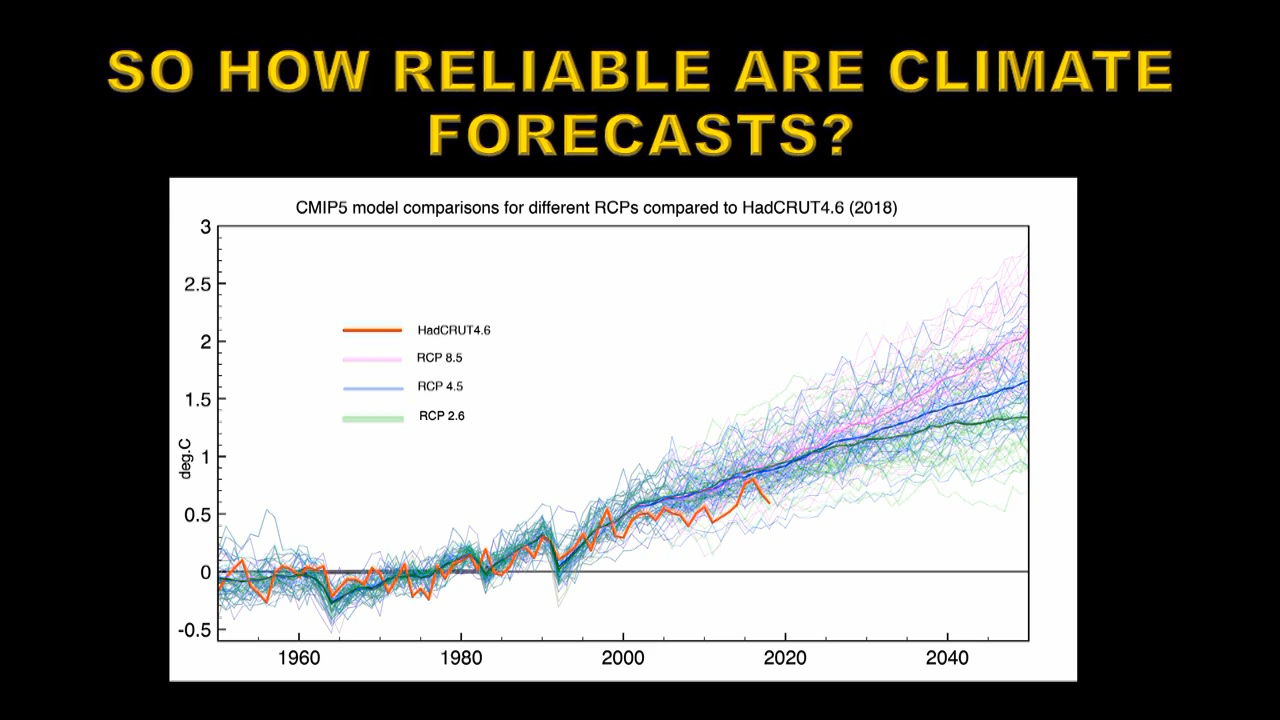 SO HOW RELIABLE ARE CLIMATE
FORECASTS?
CMIP5 model comparisons for different RCPs compared to HadCRUT4.6 (2018)
3
2.5
2
1.5
1
0.5
0
-0.5
deg.C
HadCRUT4.6
RCP 8.5
RCP 4.5
RCP 2.6
1960 1980 2000 2020 2040